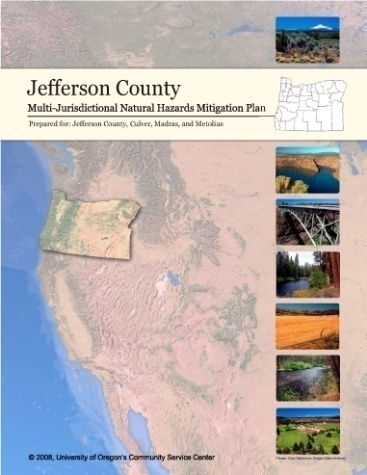 Jefferson County
Multi-Jurisdictional Natural Hazards Mitigation Plan
Prepared for: Jefferson County, Culver, Madras, and Metolius
© 2008, University of Oregon's Community Service Center